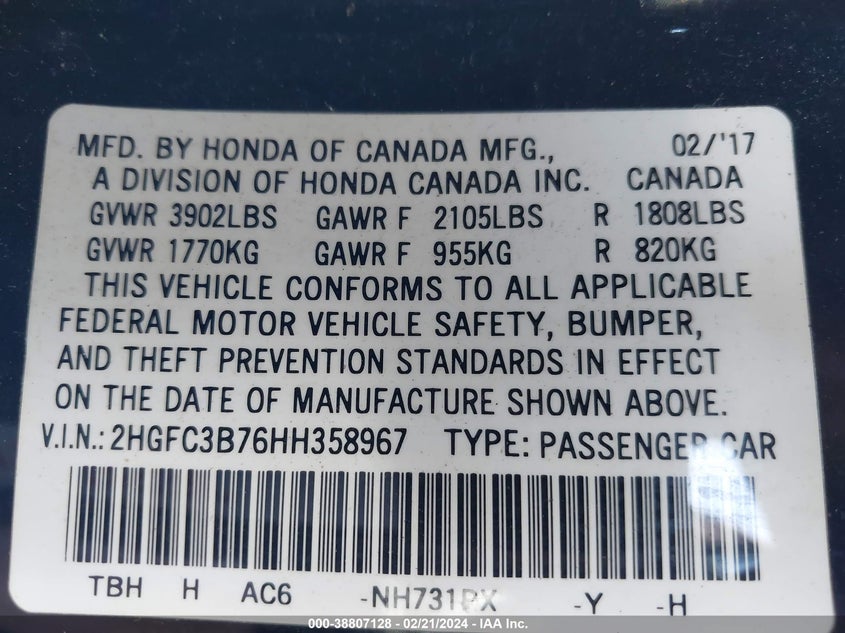 MFD. BY HONDA OF CANADA MFG., 02/'17
A DIVISION OF HONDA CANADA INC. CANADA
GVWR 3902LBS GAWR F 2105LBS R 1808LBS
GVWR 1770KG GAWR F 955KG R 820KG
THIS VEHICLE CONFORMS TO ALL APPLICABLE
FEDERAL MOTOR VEHICLE SAFETY, BUMPER,
AND THEFT PREVENTION STANDARDS IN EFFECT
ON THE DATE OF MANUFACTURE SHOWN ABOVE.
V.I.N.: 2HGFC3B76HH358967 TYPE: PASSENGER CAR
TBH H AC6 -NH731PX -Y -H
000-38807128 - 02/21/2024 - IAA Inc.